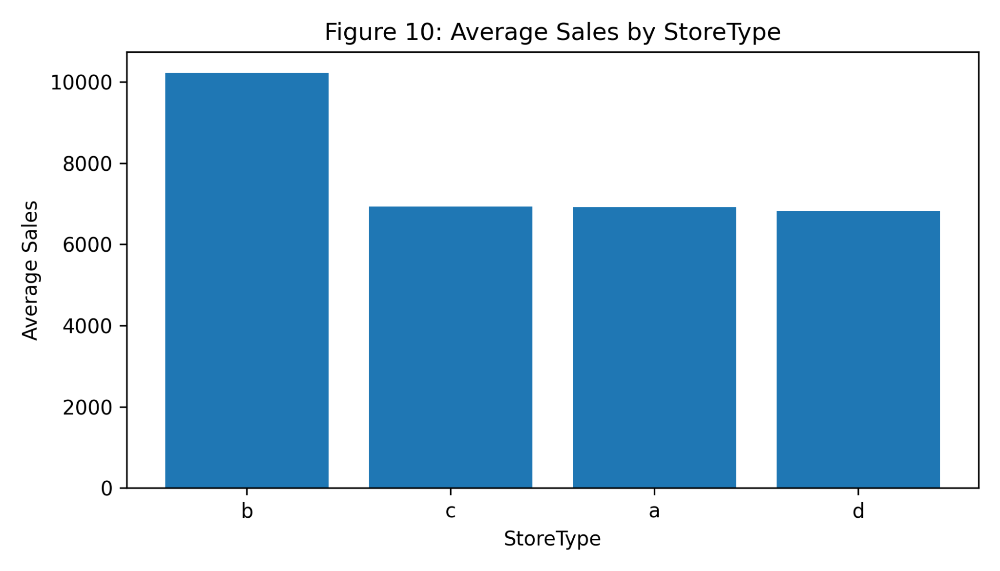 Figure 10: Average Sales by StoreType
10000
8000
6000
4000
2000
0
Average Sales
b c a d
StoreType